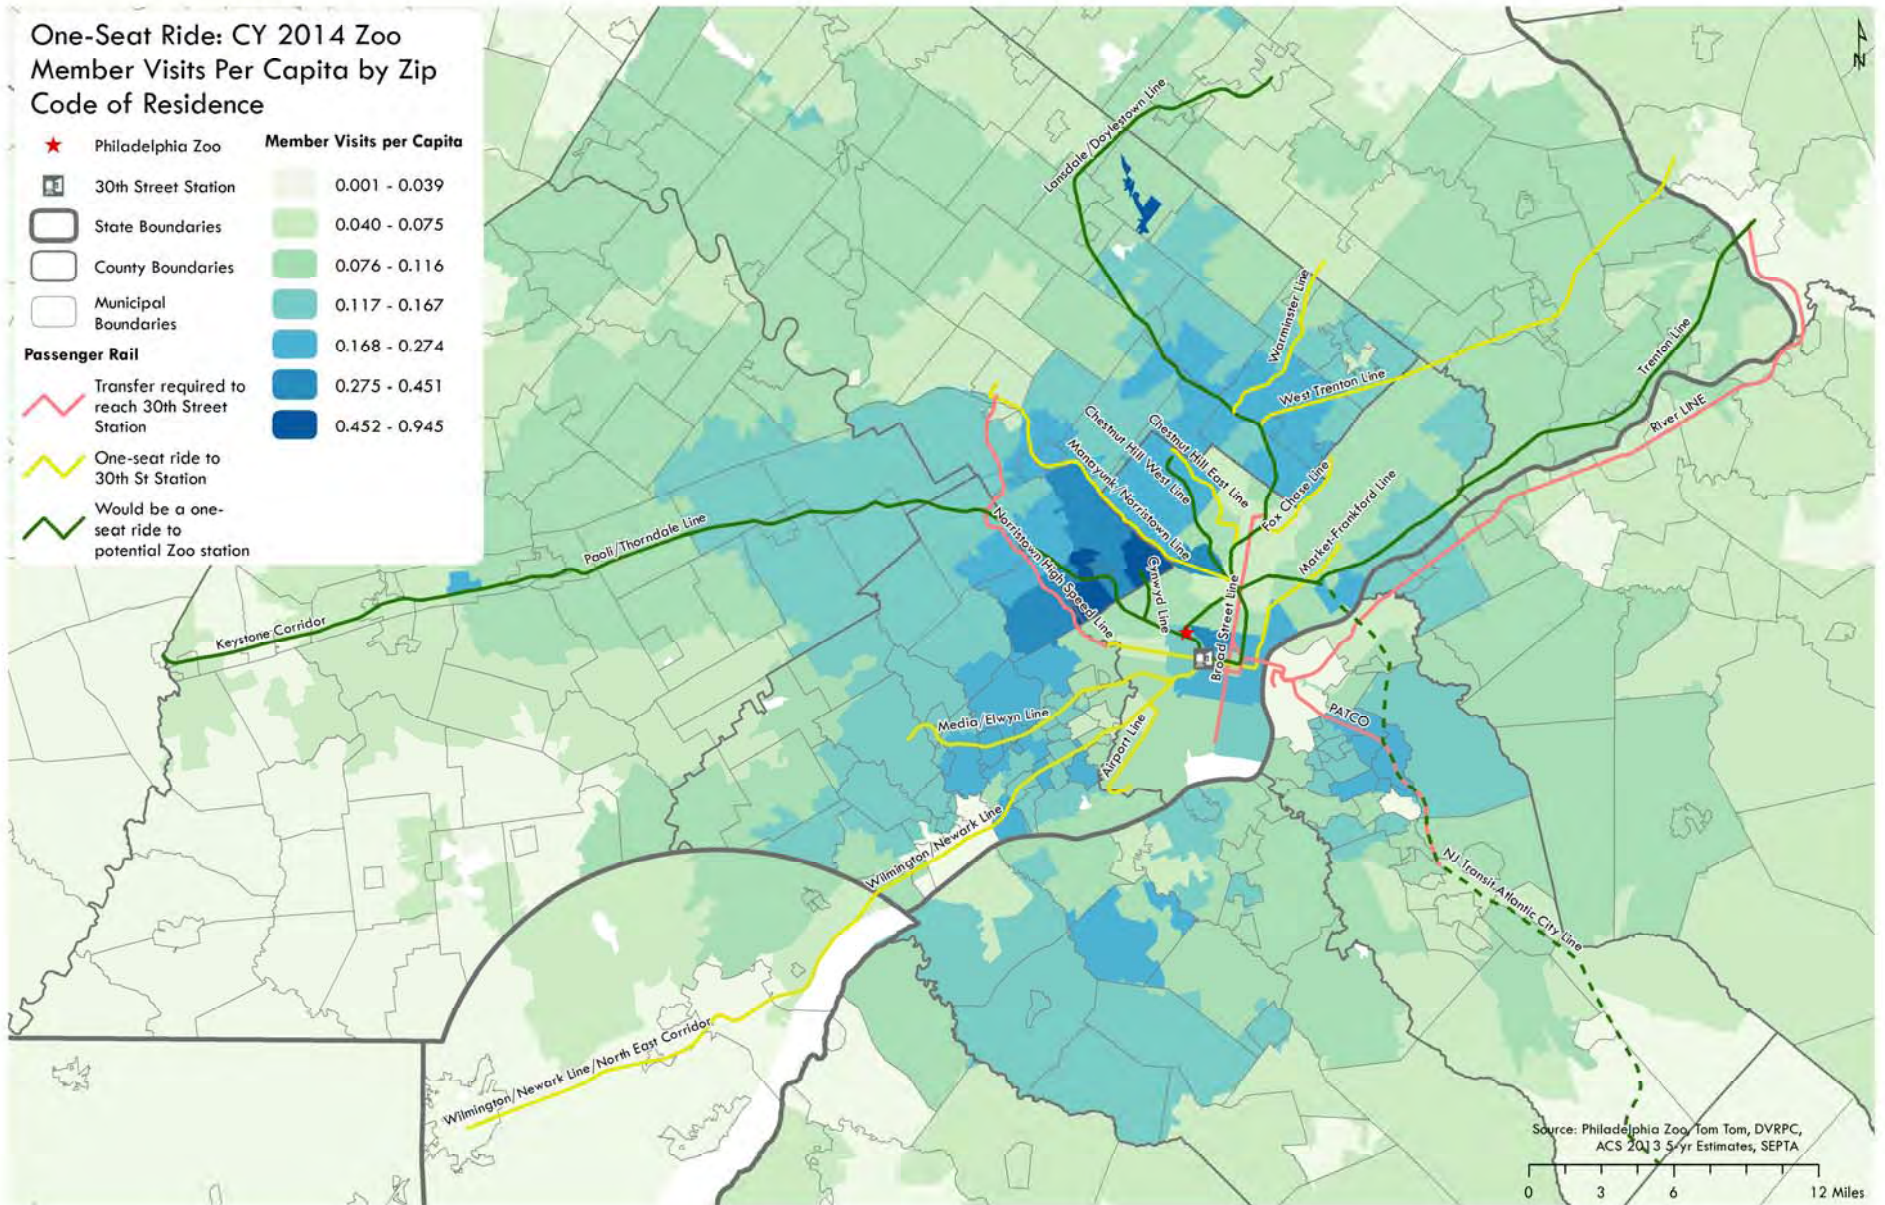 One-Seat Ride: CY 2014 Zoo
Member Visits Per Capita by Zip
Code of Residence
Philadelphia Zoo
30th Street Station
State Boundaries
County Boundaries
Municipal
Boundaries
Passenger Rail
Transfer required to
reach 30th Street
Station
One-seat ride to
30th St Station
Would be a one-
seat ride to
potential Zoo station
Member Visits per Capita
0.001 - 0.039
0.040 - 0.075
0.076 - 0.116
0.117 - 0.167
0.168 - 0.274
0.275 - 0.451
0.452 - 0.945
N
Lansdale/Doylestown Line
Warminster Line
West Trenton Line
Trenton Line
River LINE
Chestnut Hill East Line
Chestnut Hill West Line
Manayunk/Norristown Line
Fox Chase Line
Market-Frankford Line
Norristown High Speed Line
Cynwyd Line
Broad Street Line
Paoli/Thorndale Line
Keystone Corridor
Media/Elwyn Line
Airport Line
PATCO
Wilmington/Newark Line
NJ Transit Atlantic City Line
Wilmington/Newark Line/North East Corridor
Source: Philadelphia Zoo, Tom Tom, DVRPC,
ACS 2013 5-yr Estimates, SEPTA
0 3 6 12 Miles